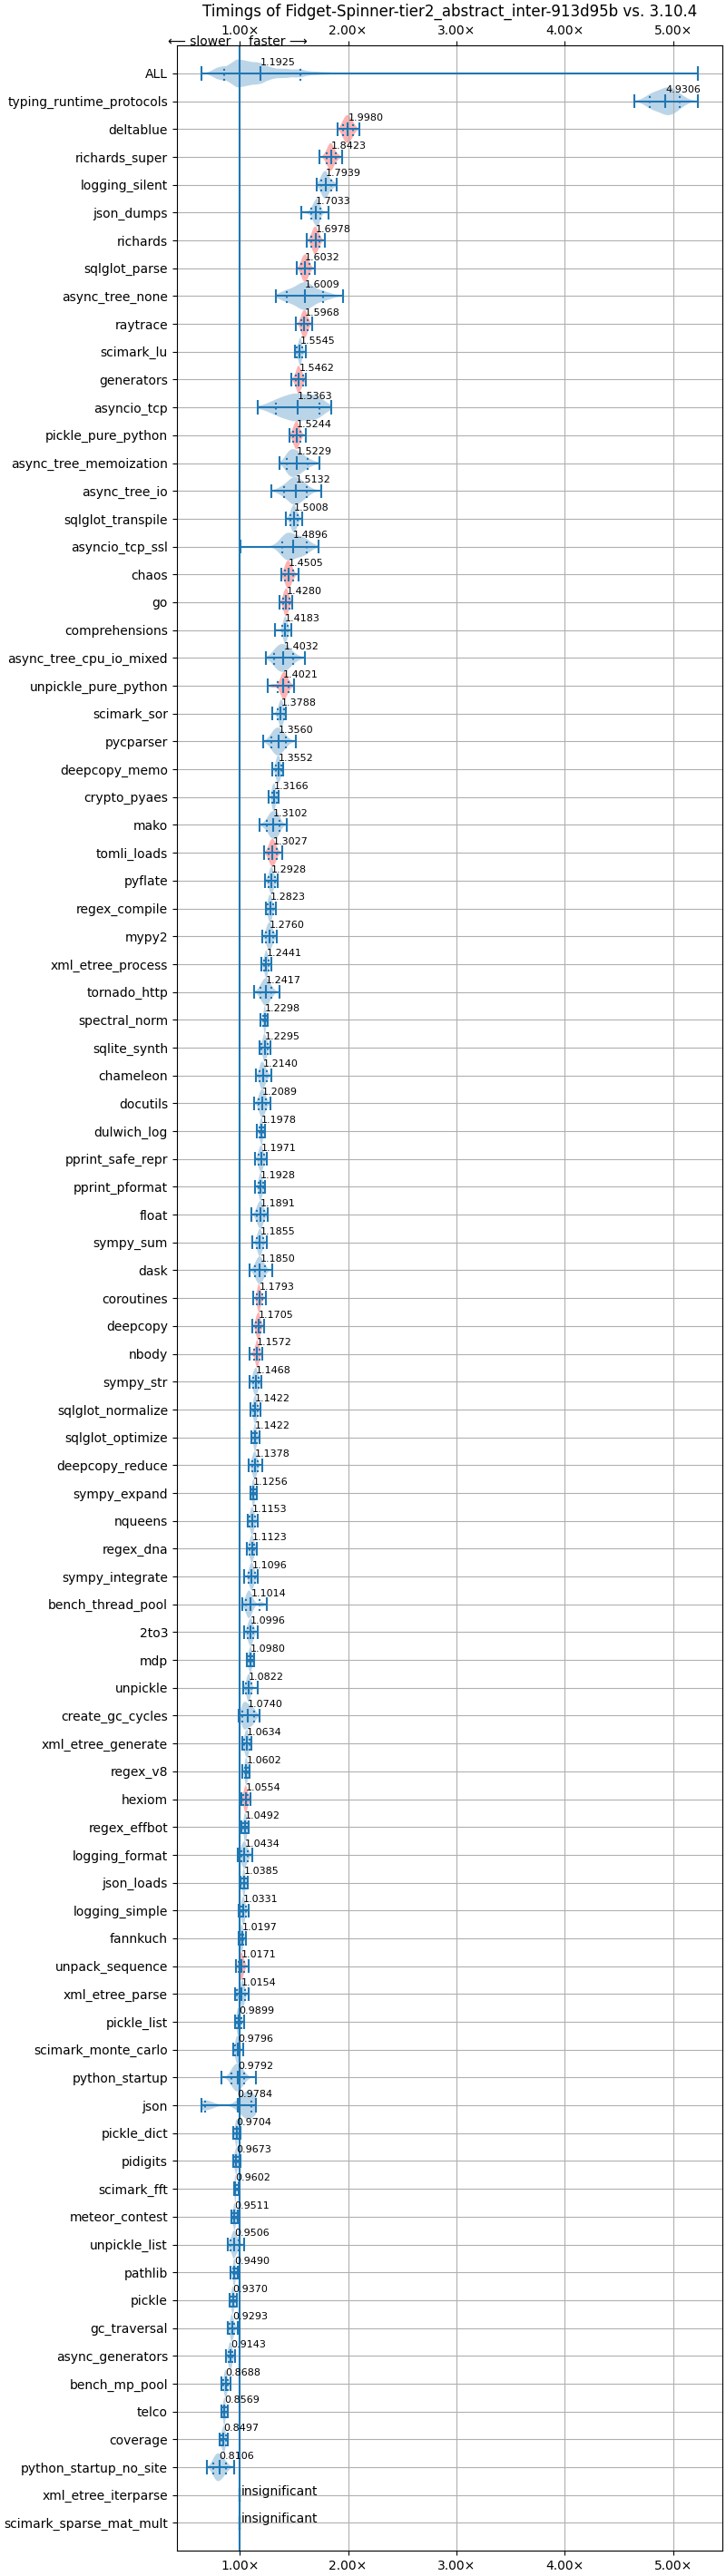 Timings of Fidget-Spinner-tier2_abstract_inter-913d95b vs. 3.10.4
1.00× 2.00× 3.00× 4.00× 5.00×
⟵ slower faster ⟶
ALL 1.1925
typing_runtime_protocols 4.9306
deltablue 1.9980
richards_super 1.8423
logging_silent 1.7939
json_dumps 1.7033
richards 1.6978
sqlglot_parse 1.6032
async_tree_none 1.6009
raytrace 1.5968
scimark_lu 1.5545
generators 1.5462
asyncio_tcp 1.5363
pickle_pure_python 1.5244
async_tree_memoization 1.5229
async_tree_io 1.5132
sqlglot_transpile 1.5008
asyncio_tcp_ssl 1.4896
chaos 1.4505
go 1.4280
comprehensions 1.4183
async_tree_cpu_io_mixed 1.4032
unpickle_pure_python 1.4021
scimark_sor 1.3788
pycparser 1.3560
deepcopy_memo 1.3552
crypto_pyaes 1.3166
mako 1.3102
tomli_loads 1.3027
pyflate 1.2928
regex_compile 1.2823
mypy2 1.2760
xml_etree_process 1.2441
tornado_http 1.2417
spectral_norm 1.2298
sqlite_synth 1.2295
chameleon 1.2140
docutils 1.2089
dulwich_log 1.1978
pprint_safe_repr 1.1971
pprint_pformat 1.1928
float 1.1891
sympy_sum 1.1855
dask 1.1850
coroutines 1.1793
deepcopy 1.1705
nbody 1.1572
sympy_str 1.1468
sqlglot_normalize 1.1422
sqlglot_optimize 1.1422
deepcopy_reduce 1.1378
sympy_expand 1.1256
nqueens 1.1153
regex_dna 1.1123
sympy_integrate 1.1096
bench_thread_pool 1.1014
2to3 1.0996
mdp 1.0980
unpickle 1.0822
create_gc_cycles 1.0740
xml_etree_generate 1.0634
regex_v8 1.0602
hexiom 1.0554
regex_effbot 1.0492
logging_format 1.0434
json_loads 1.0385
logging_simple 1.0331
fannkuch 1.0197
unpack_sequence 1.0171
xml_etree_parse 1.0154
pickle_list 0.9899
scimark_monte_carlo 0.9796
python_startup 0.9792
json 0.9784
pickle_dict 0.9704
pidigits 0.9673
scimark_fft 0.9602
meteor_contest 0.9511
unpickle_list 0.9506
pathlib 0.9490
pickle 0.9370
gc_traversal 0.9293
async_generators 0.9143
bench_mp_pool 0.8688
telco 0.8569
coverage 0.8497
python_startup_no_site 0.8106
xml_etree_iterparse insignificant
scimark_sparse_mat_mult insignificant
1.00× 2.00× 3.00× 4.00× 5.00×